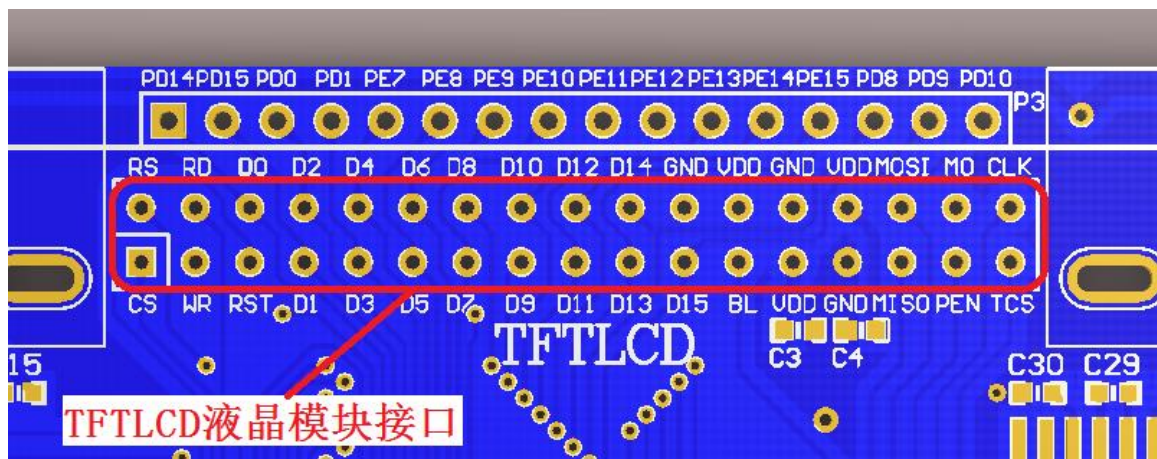 PD14 PD15 PD0 PD1 PE7 PE8 PE9 PE10 PE11 PE12 PE13 PE14 PE15 PD8 PD9 PD10
P3
RS RD D0 D2 D4 D6 D8 D10 D12 D14 GND VDD GND VDD MOSI MO CLK
CS WR RST D1 D3 D5 D7 D9 D11 D13 D15 BL VDD GND MISO PEN TCS
TFTLCD
C3 C4
15
C30 C29
TFTLCD液晶模块接口